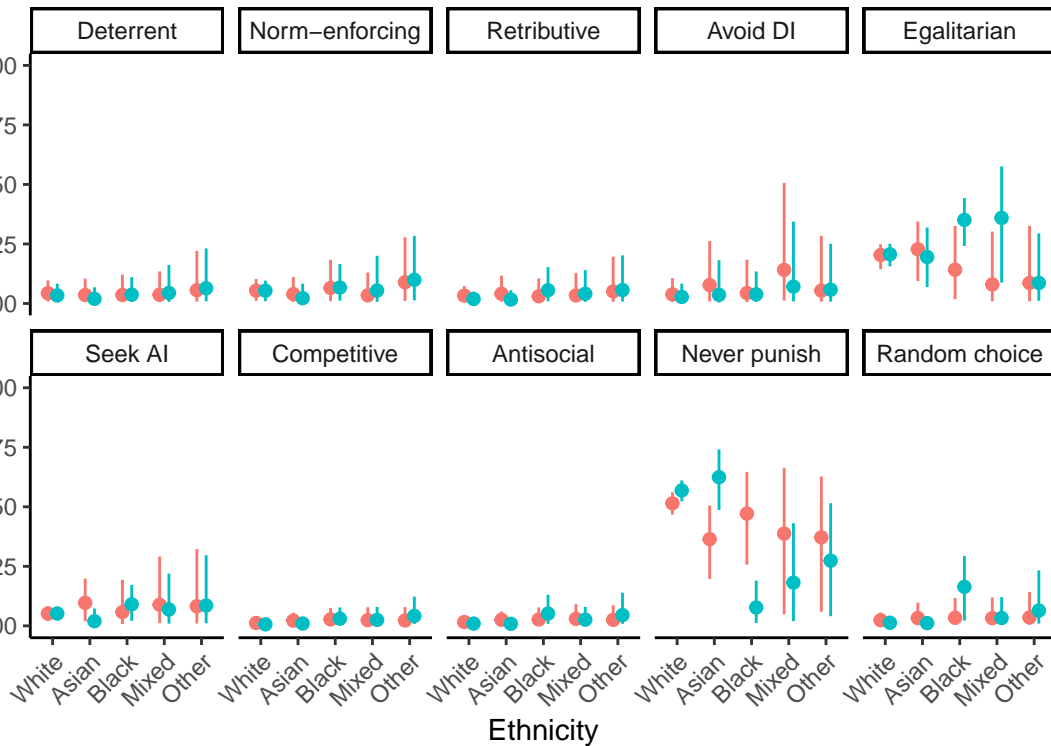 Deterrent Norm−enforcing Retributive Avoid DI Egalitarian
00
75
50
25
00
Seek AI Competitive Antisocial Never punish Random choice
00
75
50
25
00
White Asian Black Mixed Other White Asian Black Mixed Other White Asian Black Mixed Other White Asian Black Mixed Other White Asian Black Mixed Other
Ethnicity